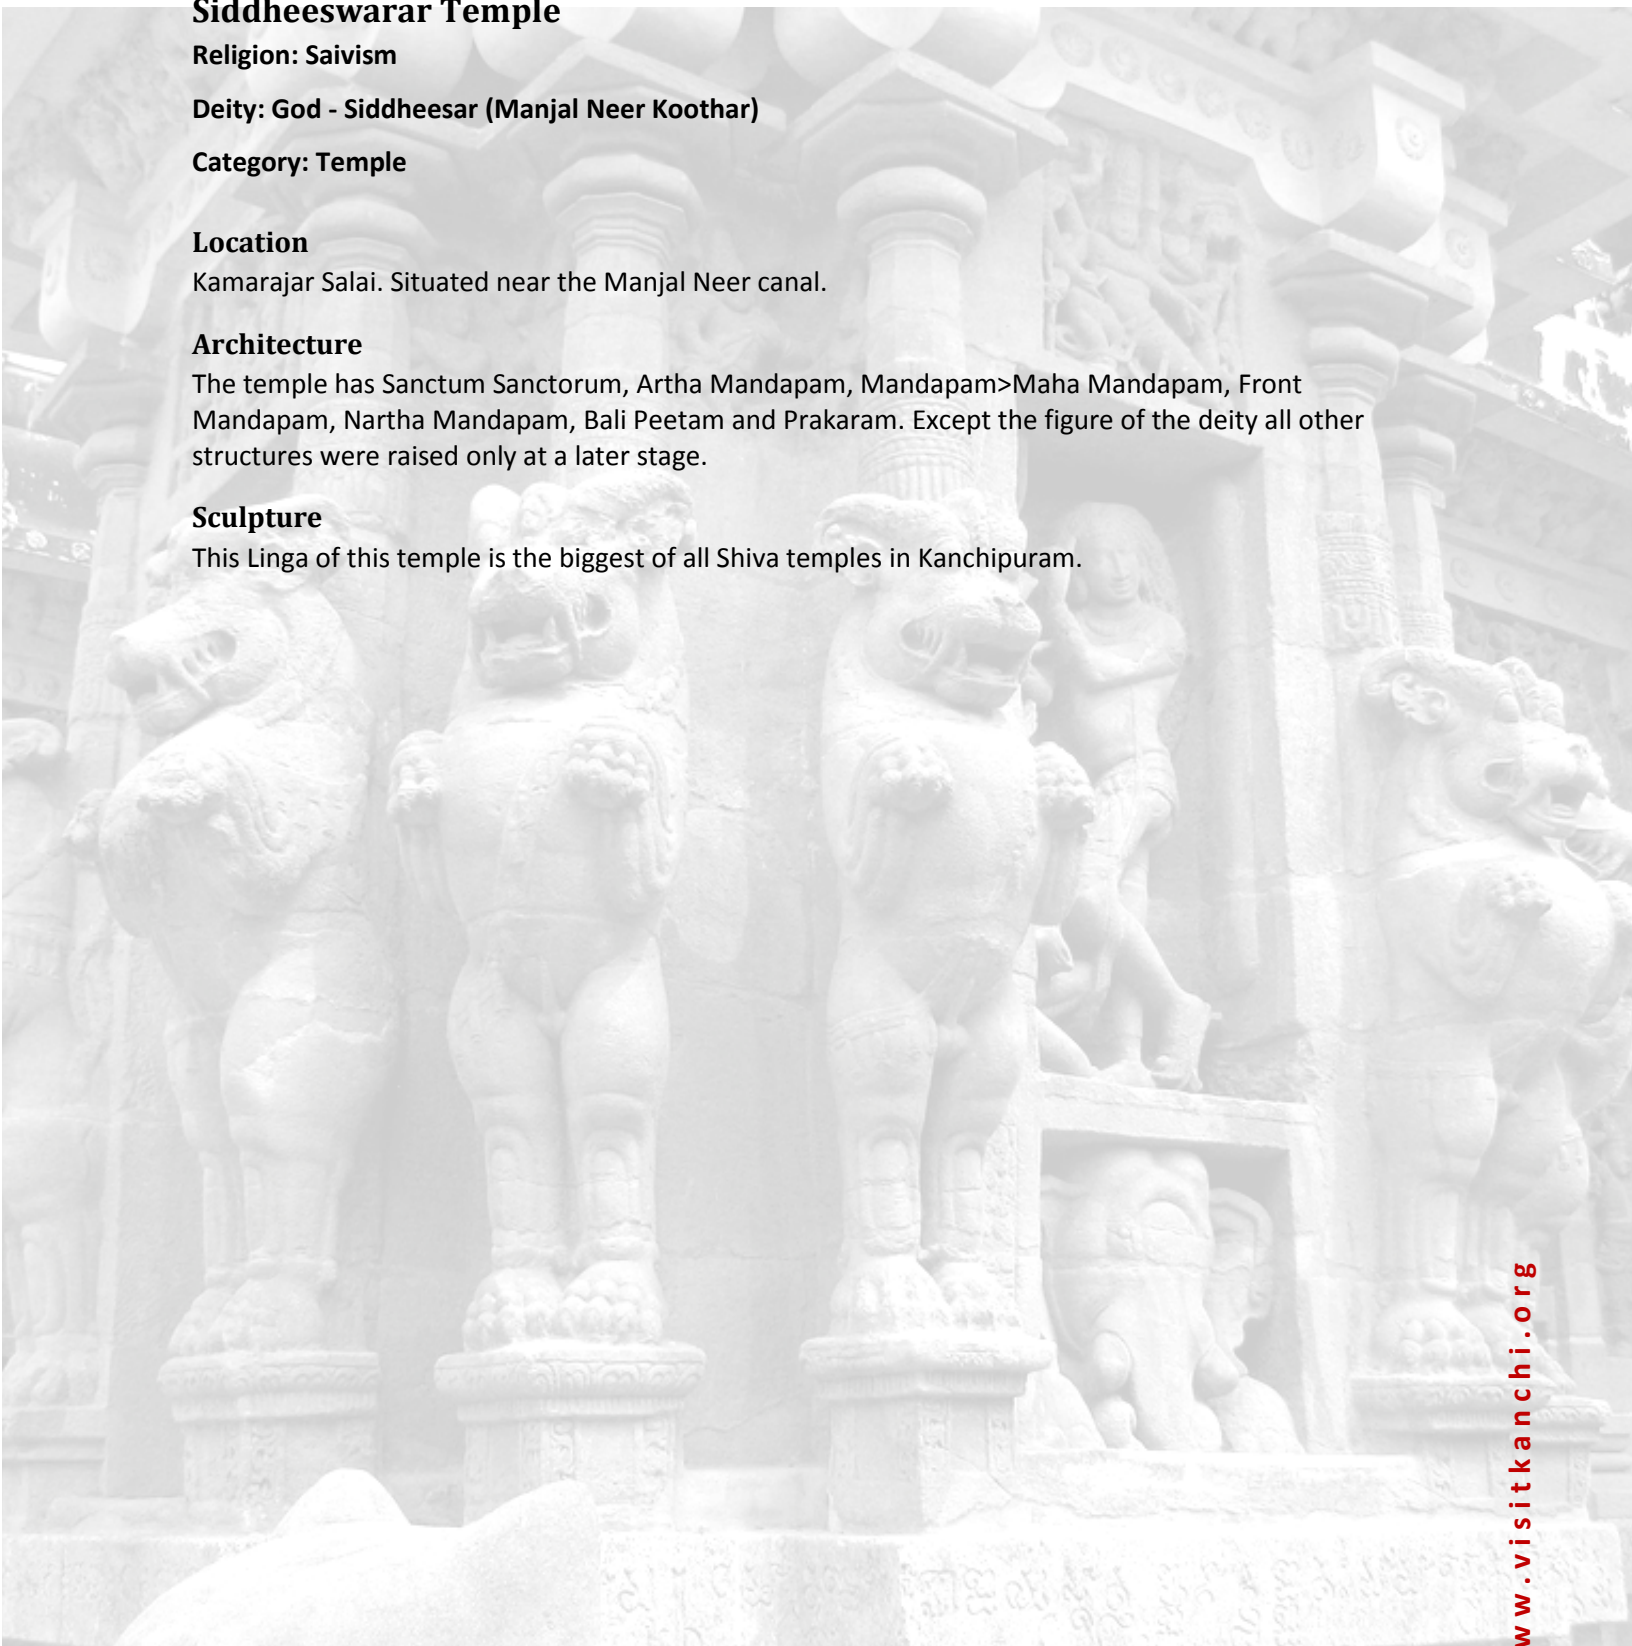 Siddheeswarar Temple
Religion: Saivism
Deity: God - Siddheesar (Manjal Neer Koothar)
Category: Temple
Location
Kamarajar Salai. Situated near the Manjal Neer canal.
Architecture
The temple has Sanctum Sanctorum, Artha Mandapam, Mandapam>Maha Mandapam, Front
Mandapam, Nartha Mandapam, Bali Peetam and Prakaram. Except the figure of the deity all other
structures were raised only at a later stage.
Sculpture
This Linga of this temple is the biggest of all Shiva temples in Kanchipuram.
ww.visitkanchi.org